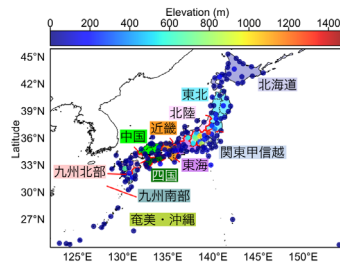 Elevation (m)
0 200 400 600 800 1000 1200 1400
45°N
42°N
39°N
36°N
33°N
30°N
27°N
Latitude
北海道
東北
北陸
近畿
中国
関東甲信越
東海
四国
九州北部
九州南部
奄美・沖縄
125°E 130°E 135°E 140°E 145°E 150°E